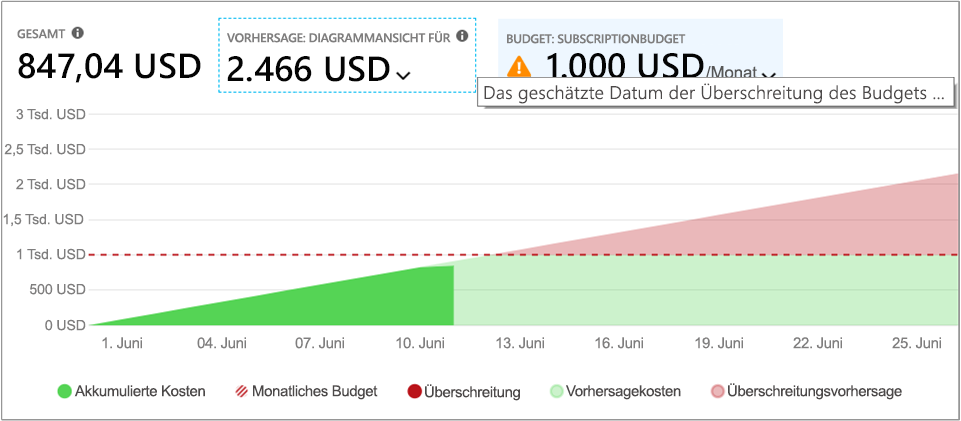 GESAMT
847,04 USD
VORHERSAGE: DIAGRAMMANSICHT FÜR
2.466 USD
BUDGET: SUBSCRIPTIONBUDGET
1.000 USD/Monat
Das geschätzte Datum der Überschreitung des Budgets ...
3 Tsd. USD
2,5 Tsd. USD
2 Tsd. USD
1,5 Tsd. USD
1 Tsd. USD
500 USD
0 USD
1. Juni
04. Juni
07. Juni
10. Juni
13. Juni
16. Juni
19. Juni
22. Juni
25. Juni
Akkumulierte Kosten
Monatliches Budget
Überschreitung
Vorhersagekosten
Überschreitungsvorhersage